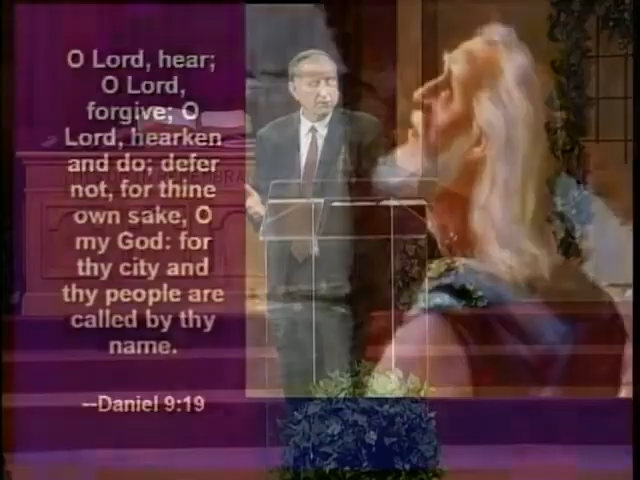 O Lord, hear;
O Lord,
forgive; O
Lord, hearken
and do; defer
not, for thine
own sake, O
my God: for
thy city and
thy people are
called by thy
name.
--Daniel 9:19